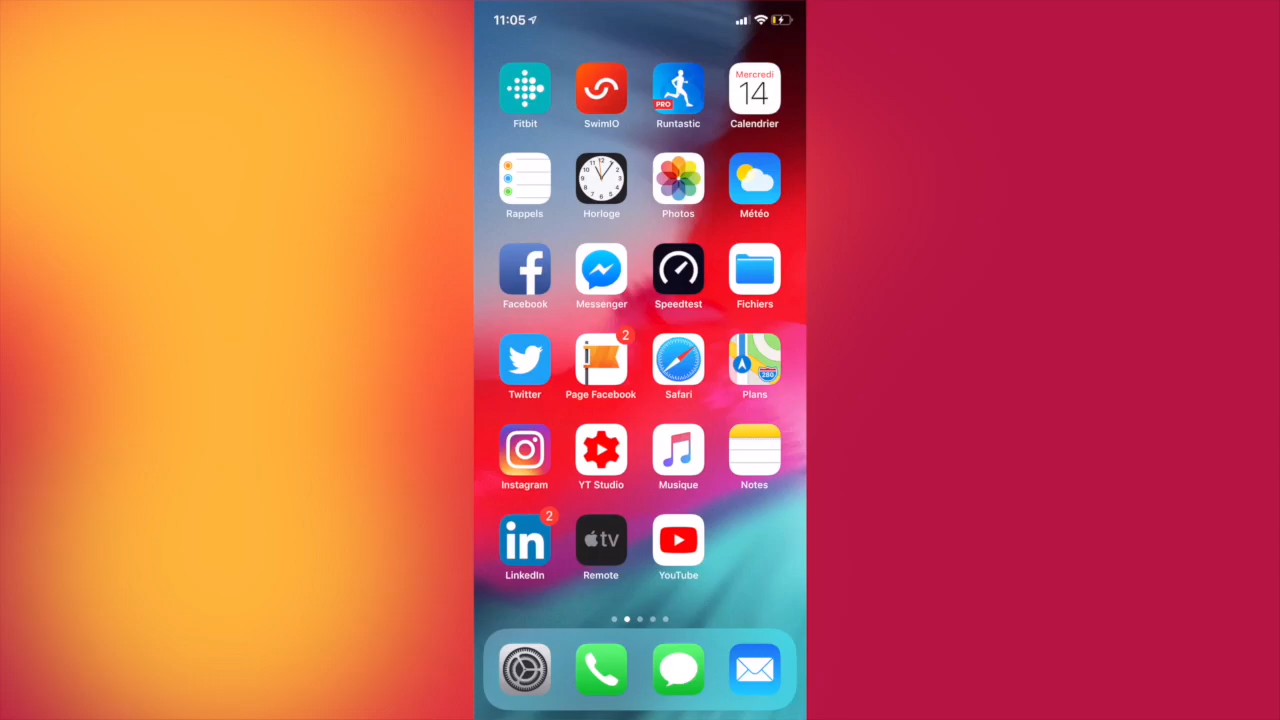 11:05
Mercredi
14
PRO
Fitbit SwimIO Runtastic Calendrier
Rappels Horloge Photos Météo
Facebook Messenger Speedtest Fichiers
2
280
Twitter Page Facebook Safari Plans
Instagram YT Studio Musique Notes
2
in
tv
LinkedIn Remote YouTube